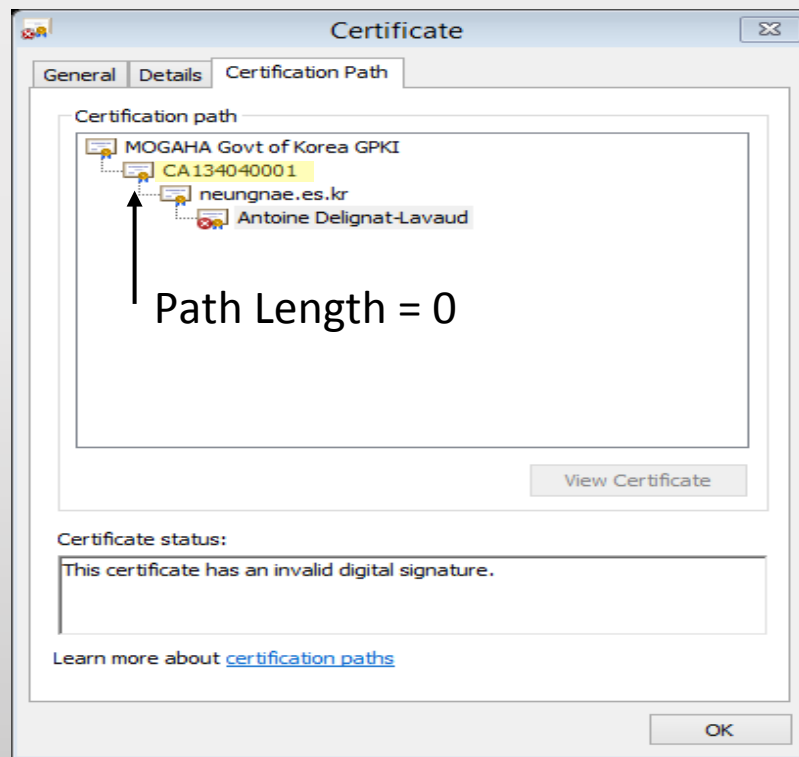 Certificate
General Details Certification Path
Certification path
MOGAHA Govt of Korea GPKI
CA134040001
neungnae.es.kr
Antoine Delignat-Lavaud
Path Length = 0
View Certificate
Certificate status:
This certificate has an invalid digital signature.
Learn more about certification paths
OK